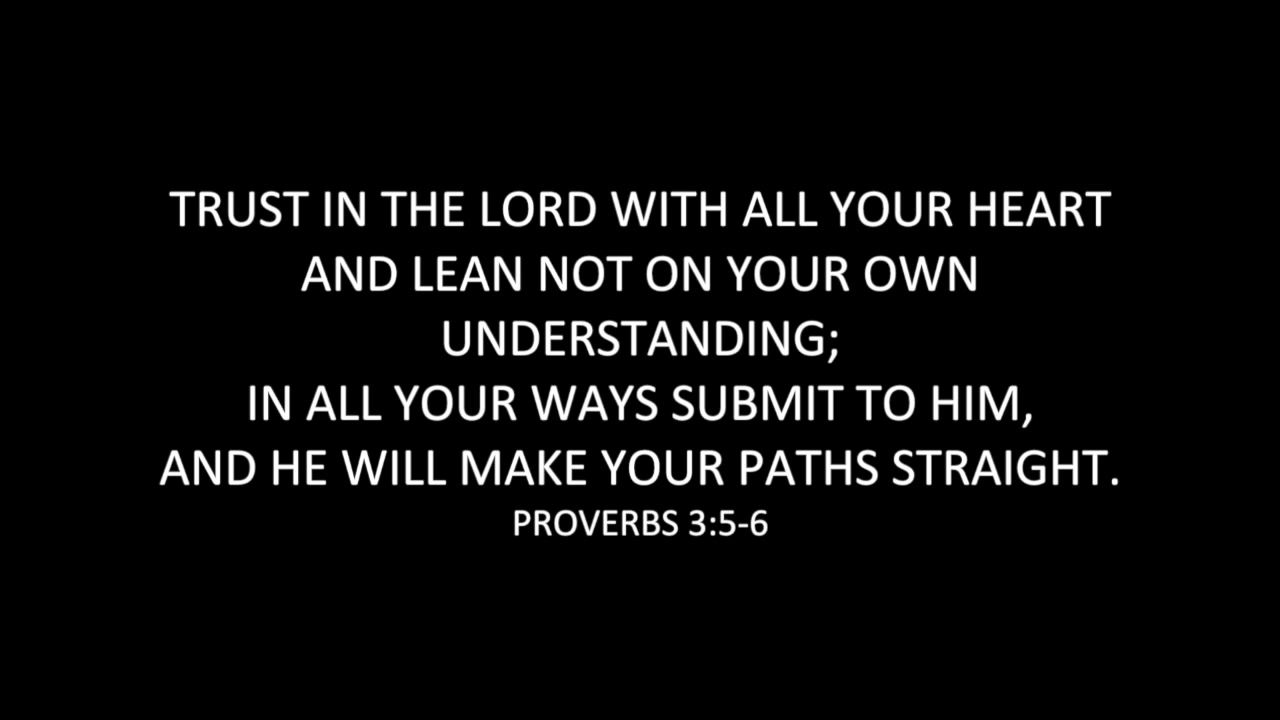 TRUST IN THE LORD WITH ALL YOUR HEART
AND LEAN NOT ON YOUR OWN
UNDERSTANDING;
IN ALL YOUR WAYS SUBMIT TO HIM,
AND HE WILL MAKE YOUR PATHS STRAIGHT.
PROVERBS 3:5-6